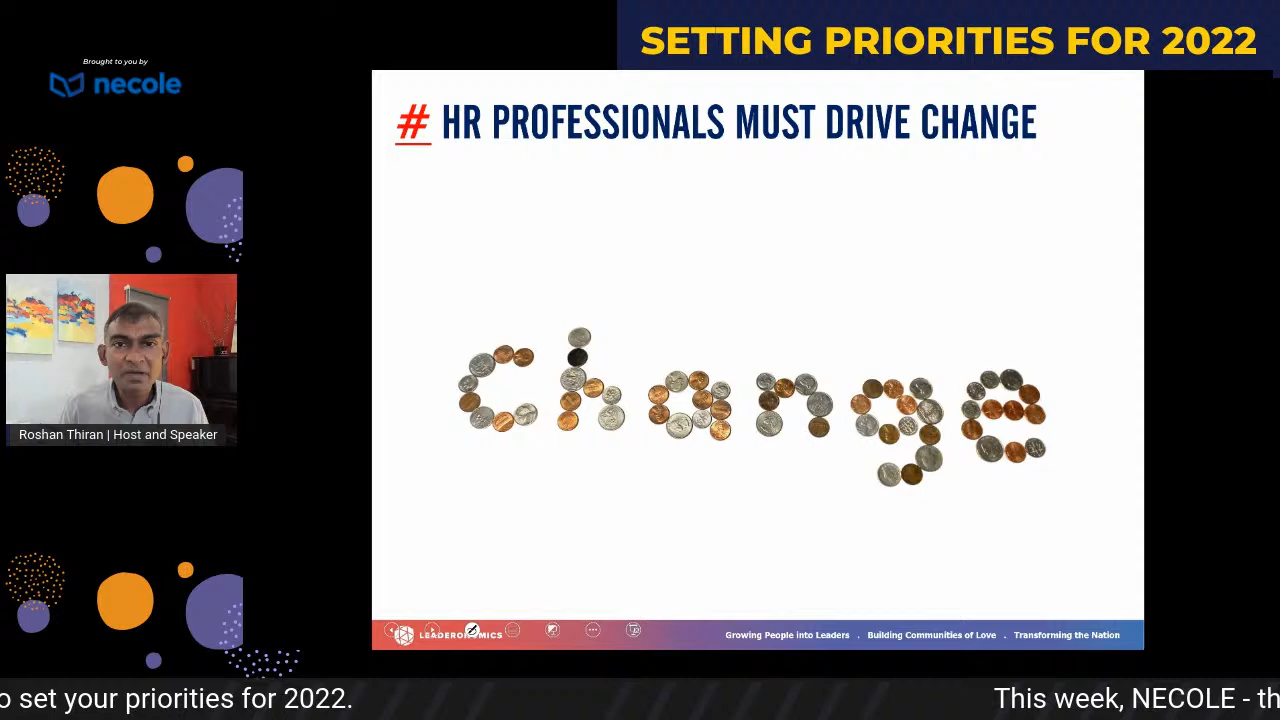 SETTING PRIORITIES FOR 2022
Brought to you by
necole
# HR PROFESSIONALS MUST DRIVE CHANGE
change
Roshan Thiran | Host and Speaker
LEADERONOMICS
Growing People into Leaders . Building Communities of Love . Transforming the Nation
o set your priorities for 2022. This week, NECOLE - th